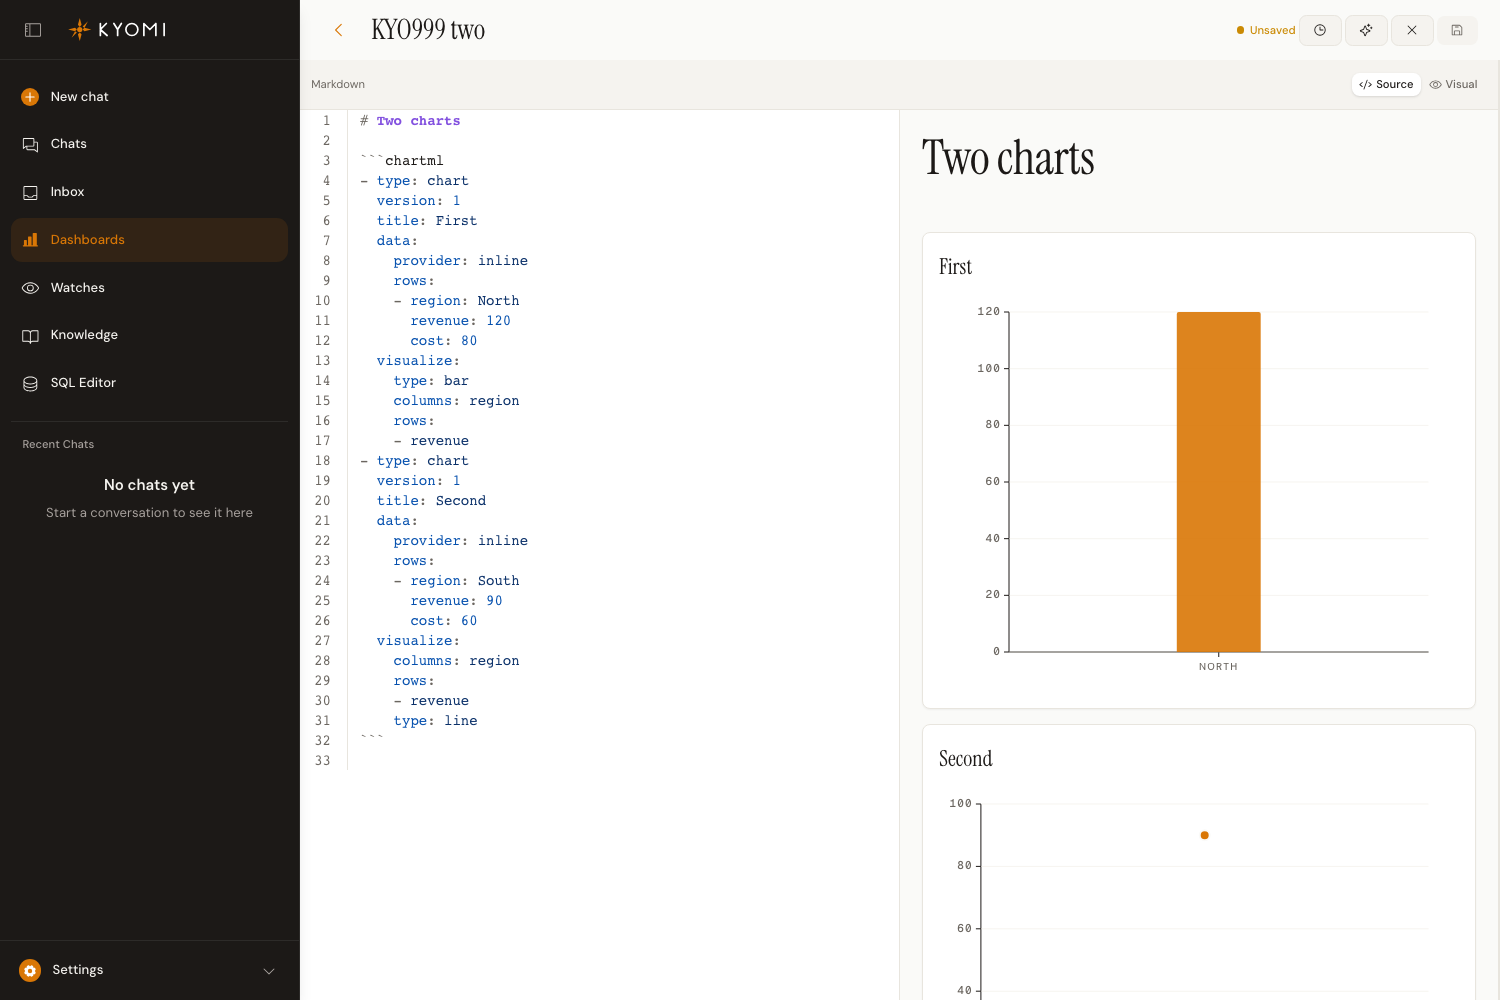 KYOMI
New chat
Chats
Inbox
Dashboards
Watches
Knowledge
SQL Editor
Recent Chats
No chats yet
Start a conversation to see it here
Settings
KYO999 two
Unsaved
Markdown
</> Source
Visual
1 # Two charts
2
3 ```chartml
4 - type: chart
5   version: 1
6   title: First
7   data:
8     provider: inline
9     rows:
10     - region: North
11       revenue: 120
12       cost: 80
13   visualize:
14     type: bar
15     columns: region
16     rows:
17     - revenue
18 - type: chart
19   version: 1
20   title: Second
21   data:
22     provider: inline
23     rows:
24     - region: South
25       revenue: 90
26       cost: 60
27   visualize:
28     columns: region
29     rows:
30     - revenue
31     type: line
32 ```
33
Two charts
First
120
100
80
60
40
20
0
NORTH
Second
100
80
60
40